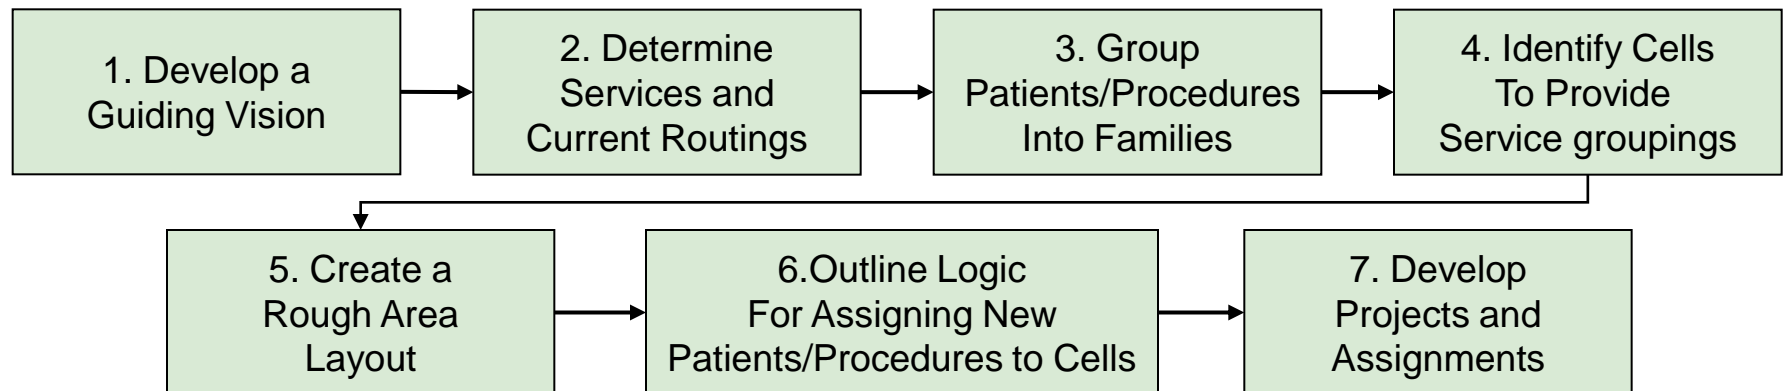 1. Develop a
Guiding Vision
2. Determine
Services and
Current Routings
3. Group
Patients/Procedures
Into Families
4. Identify Cells
To Provide
Service groupings
5. Create a
Rough Area
Layout
6.Outline Logic
For Assigning New
Patients/Procedures to Cells
7. Develop
Projects and
Assignments